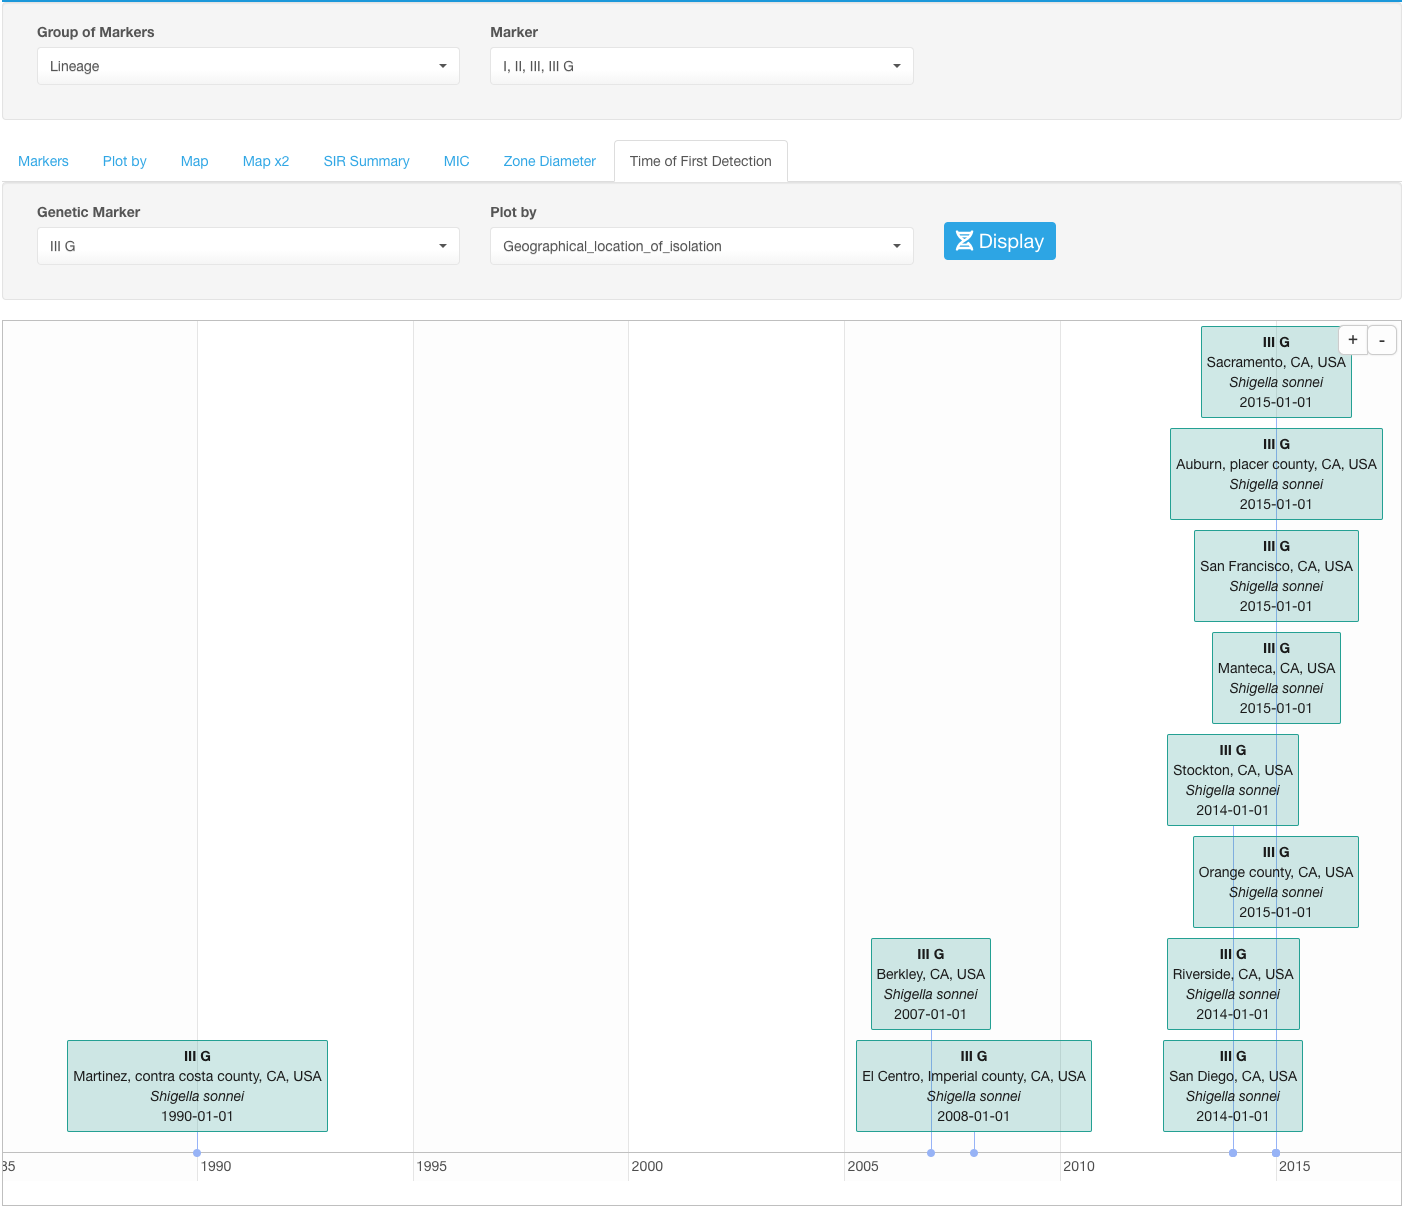 Group of Markers
Marker
Lineage
I, II, III, III G
Markers
Plot by
Map
Map x2
SIR Summary
MIC
Zone Diameter
Time of First Detection
Genetic Marker
Plot by
III G
Geographical_location_of_isolation
Display
+
-
III G
Sacramento, CA, USA
Shigella sonnei
2015-01-01
III G
Auburn, placer county, CA, USA
Shigella sonnei
2015-01-01
III G
San Francisco, CA, USA
Shigella sonnei
2015-01-01
III G
Manteca, CA, USA
Shigella sonnei
2015-01-01
III G
Stockton, CA, USA
Shigella sonnei
2014-01-01
III G
Orange county, CA, USA
Shigella sonnei
2015-01-01
III G
Berkley, CA, USA
Shigella sonnei
2007-01-01
III G
Riverside, CA, USA
Shigella sonnei
2014-01-01
III G
Martinez, contra costa county, CA, USA
Shigella sonnei
1990-01-01
III G
El Centro, Imperial county, CA, USA
Shigella sonnei
2008-01-01
III G
San Diego, CA, USA
Shigella sonnei
2014-01-01
35
1990
1995
2000
2005
2010
2015